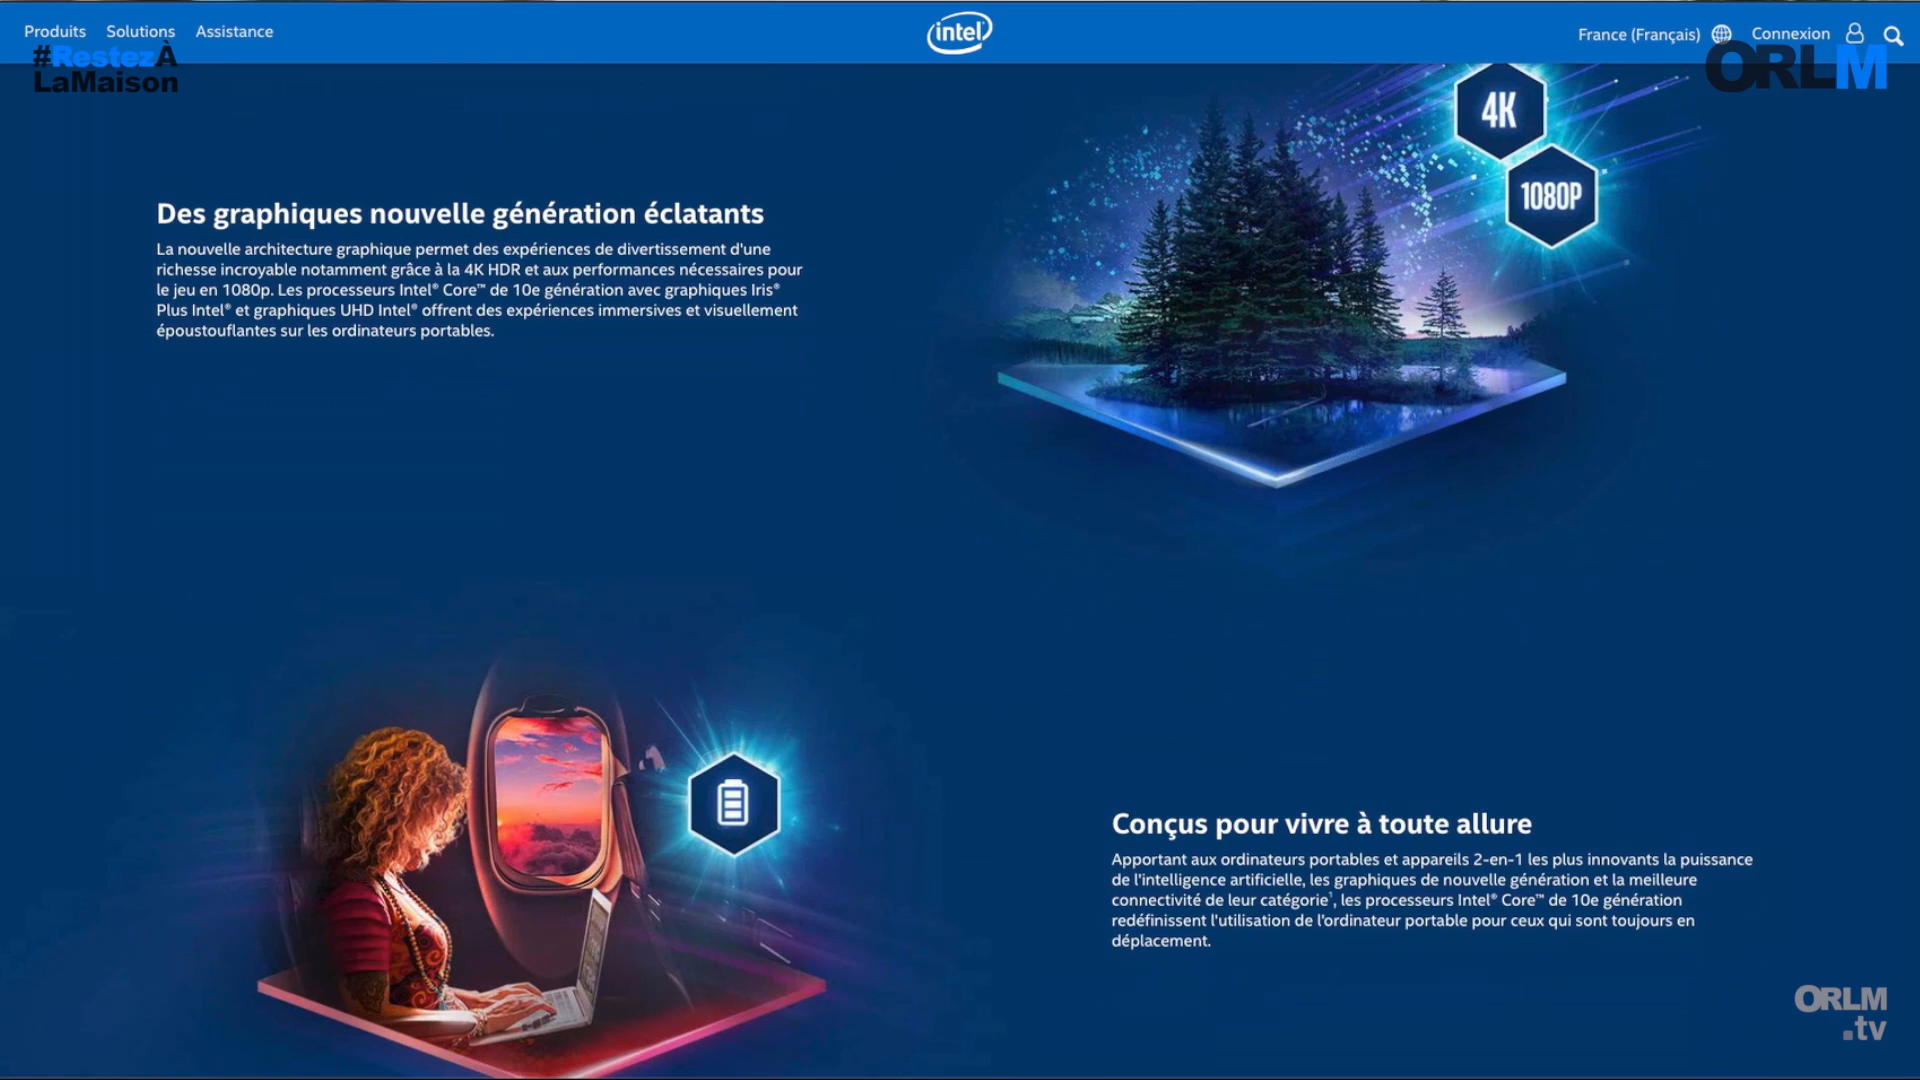 Produits Solutions Assistance
intel
France (Français) Connexion
#RestezÀ
LaMaison
ORLM
4K
1080P
Des graphiques nouvelle génération éclatants
La nouvelle architecture graphique permet des expériences de divertissement d'une
richesse incroyable notamment grâce à la 4K HDR et aux performances nécessaires pour
le jeu en 1080p. Les processeurs Intel® Core™ de 10e génération avec graphiques Iris®
Plus Intel® et graphiques UHD Intel® offrent des expériences immersives et visuellement
époustouflantes sur les ordinateurs portables.
Conçus pour vivre à toute allure
Apportant aux ordinateurs portables et appareils 2-en-1 les plus innovants la puissance
de l'intelligence artificielle, les graphiques de nouvelle génération et la meilleure
connectivité de leur catégorie¹, les processeurs Intel® Core™ de 10e génération
redéfinissent l'utilisation de l'ordinateur portable pour ceux qui sont toujours en
déplacement.
ORLM
.tv